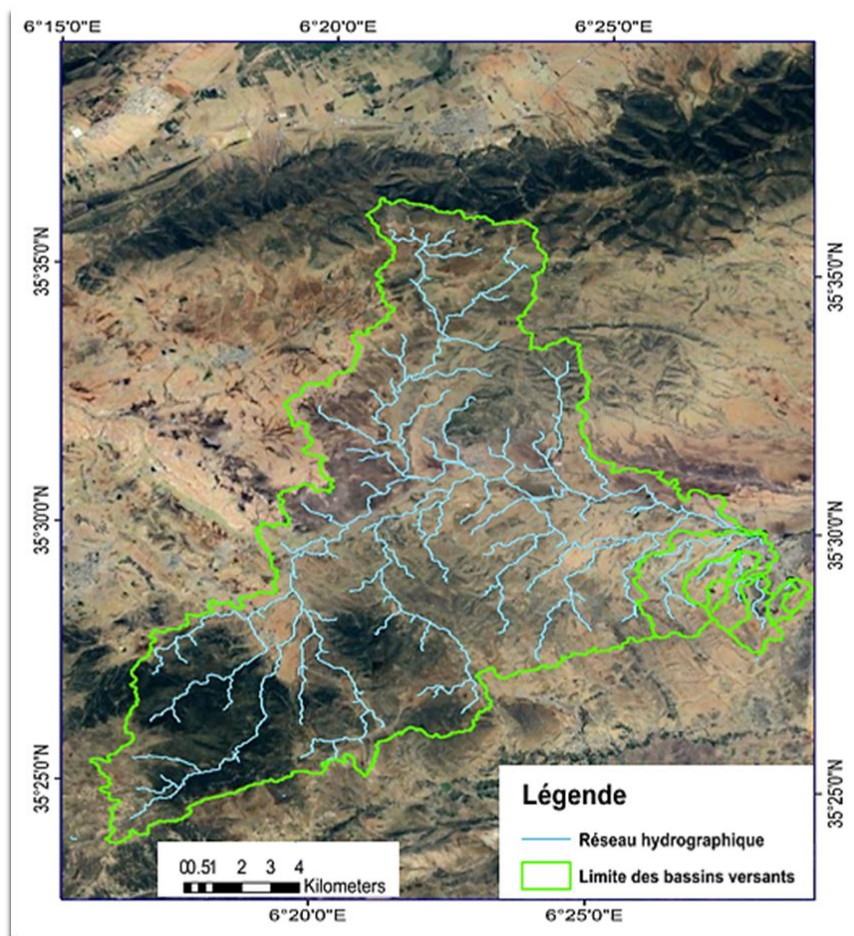 6°15'0"E 6°20'0"E 6°25'0"E
35°35'0"N 35°35'0"N
35°30'0"N 35°30'0"N
35°25'0"N 35°25'0"N
Légende
Réseau hydrographique
Limite des bassins versants
00.51 2 3 4
Kilometers
6°20'0"E 6°25'0"E